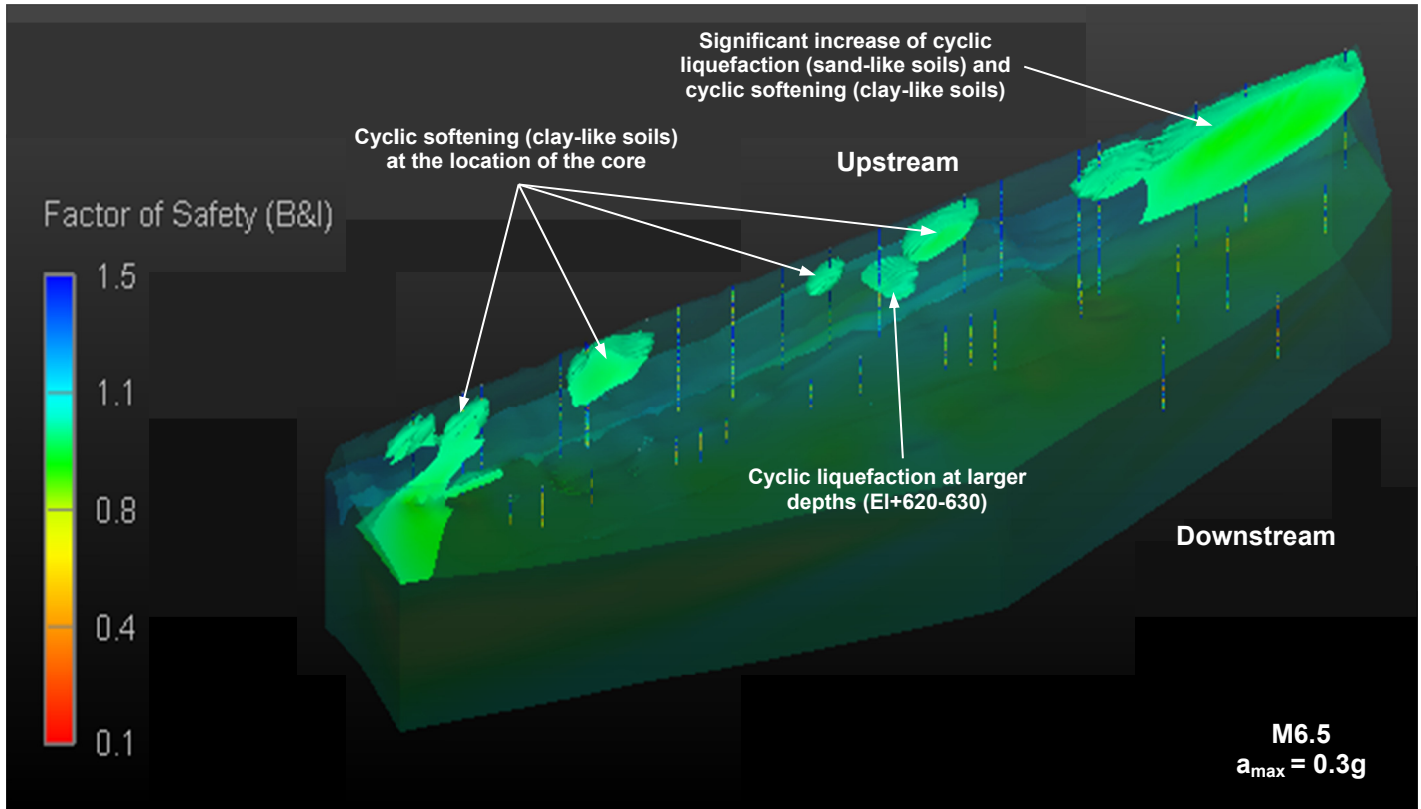 Significant increase of cyclic
liquefaction (sand-like soils) and
cyclic softening (clay-like soils)
Cyclic softening (clay-like soils)
at the location of the core
Upstream
Factor of Safety (B&I)
1.5
1.1
0.8
0.4
0.1
Cyclic liquefaction at larger
depths (El+620-630)
Downstream
M6.5
amax = 0.3g